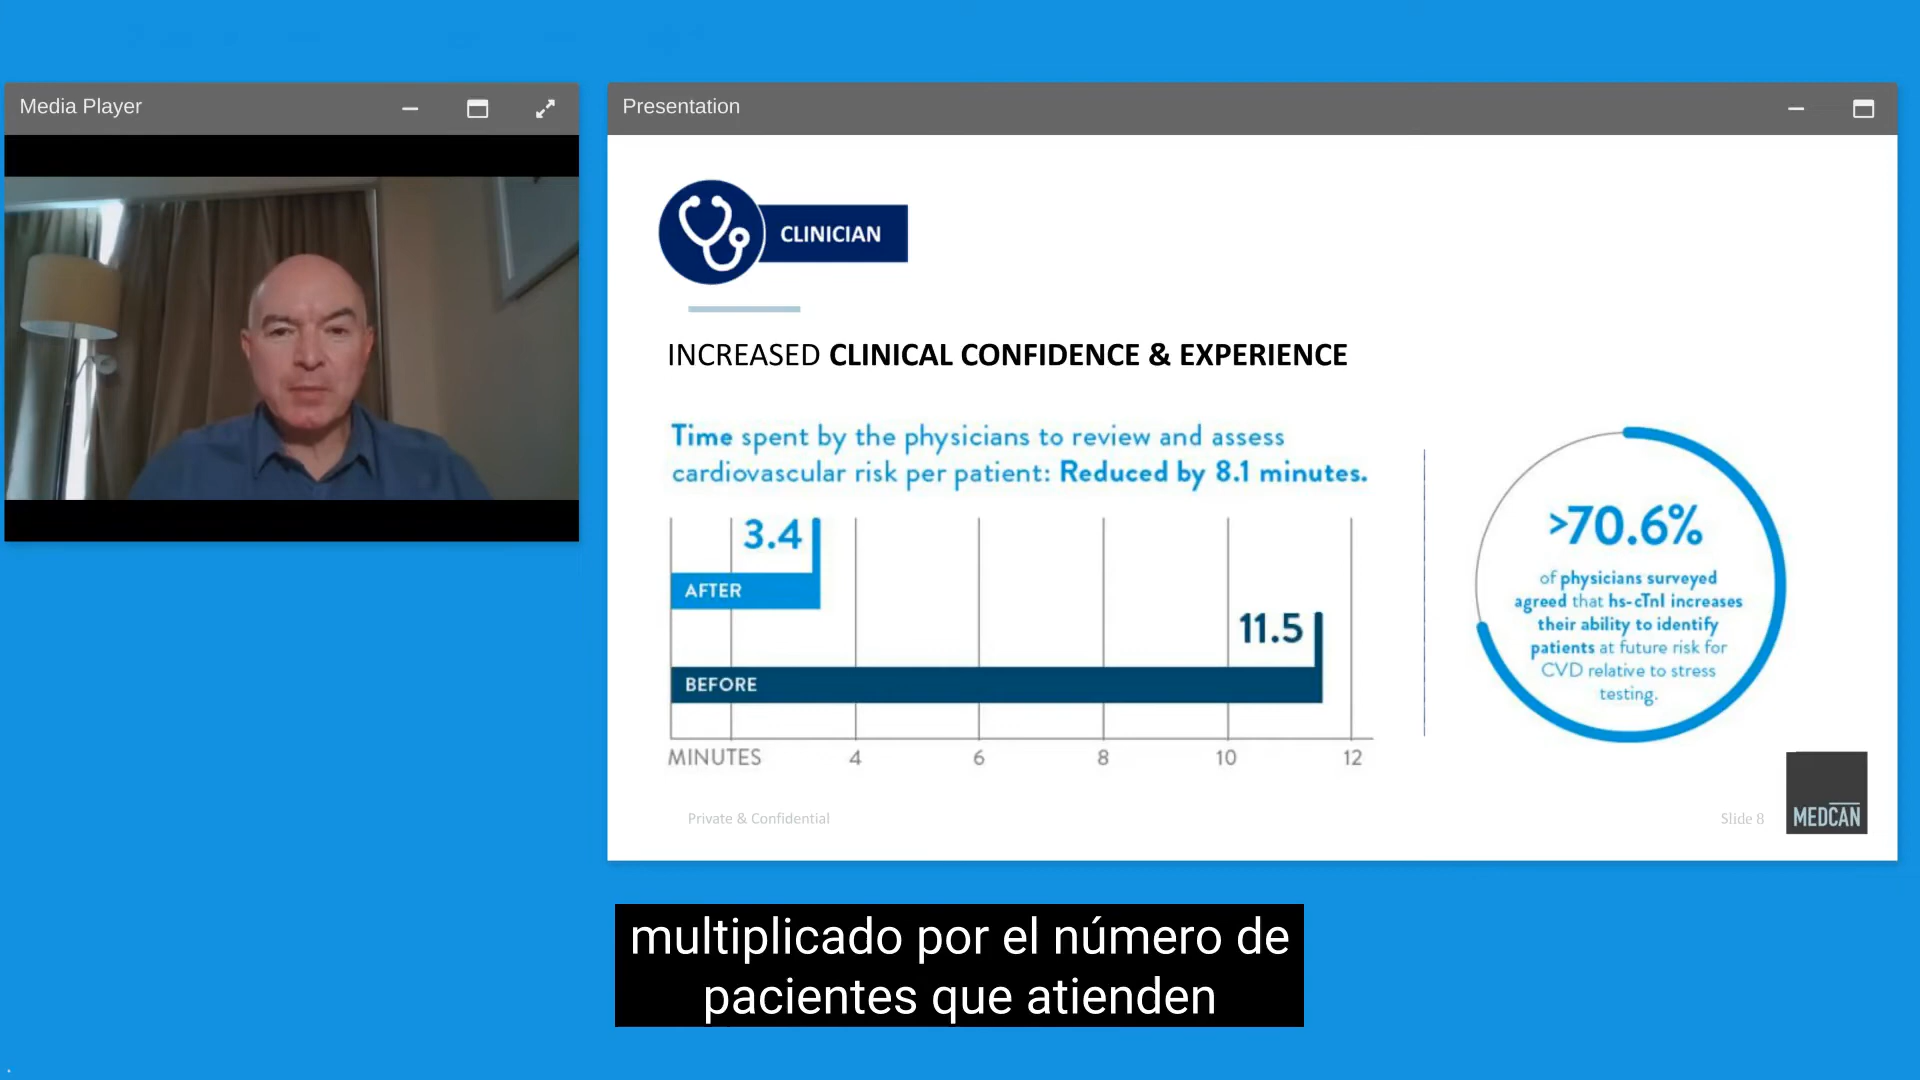 Media Player
Presentation
CLINICIAN
INCREASED CLINICAL CONFIDENCE & EXPERIENCE
Time spent by the physicians to review and assess
cardiovascular risk per patient: Reduced by 8.1 minutes.
3.4
AFTER
11.5
BEFORE
MINUTES 4 6 8 10 12
>70.6%
of physicians surveyed
agreed that hs-cTnI increases
their ability to identify
patients at future risk for
CVD relative to stress
testing.
Private & Confidential
Slide 8
MEDCAN
multiplicado por el número de
pacientes que atienden